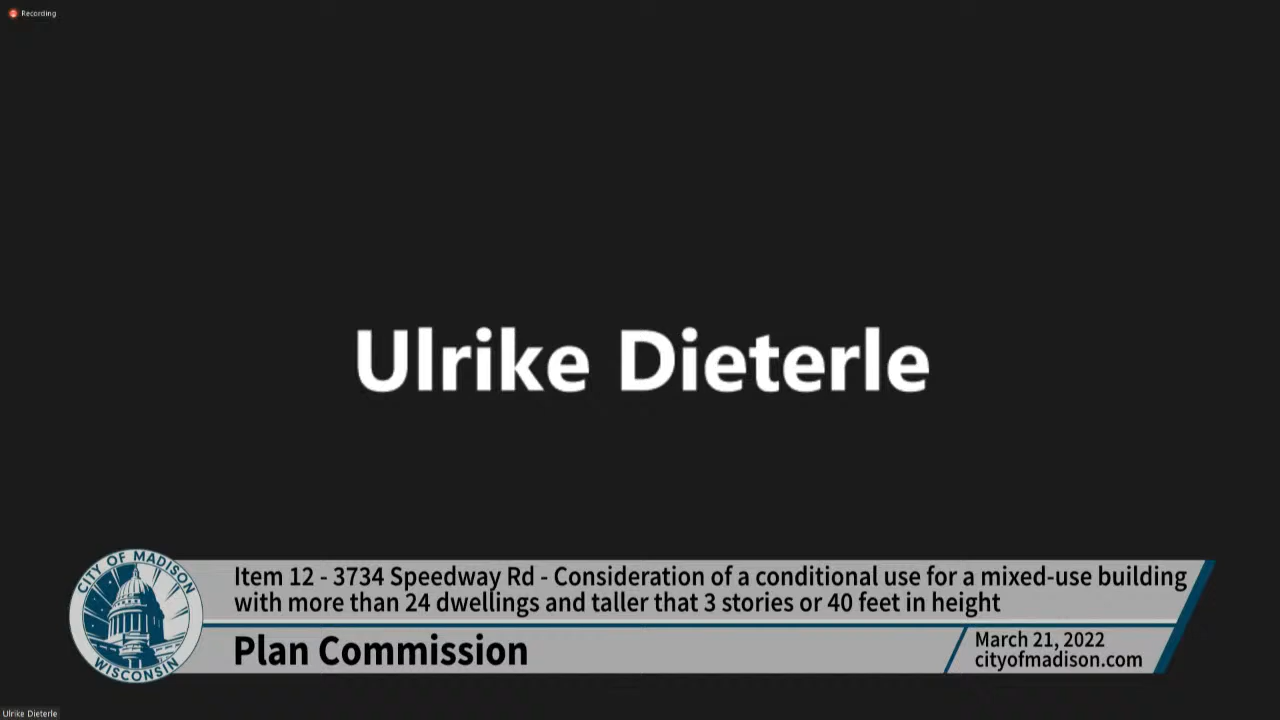 Recording
Ulrike Dieterle
CITY OF MADISON
WISCONSIN
Item 12 - 3734 Speedway Rd - Consideration of a conditional use for a mixed-use building
with more than 24 dwellings and taller that 3 stories or 40 feet in height
Plan Commission
March 21, 2022
cityofmadison.com
Ulrike Dieterle